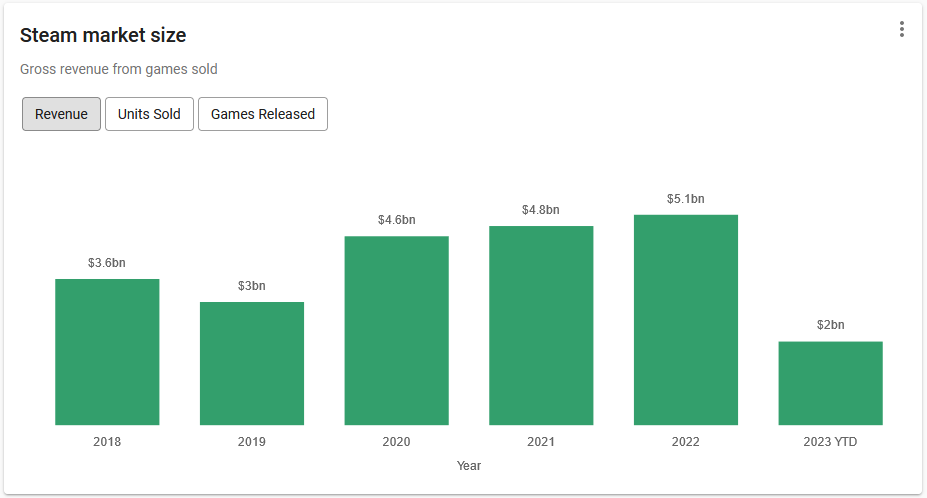 Steam market size
Gross revenue from games sold
Revenue Units Sold Games Released
$3.6bn $3bn $4.6bn $4.8bn $5.1bn $2bn
2018 2019 2020 2021 2022 2023 YTD
Year